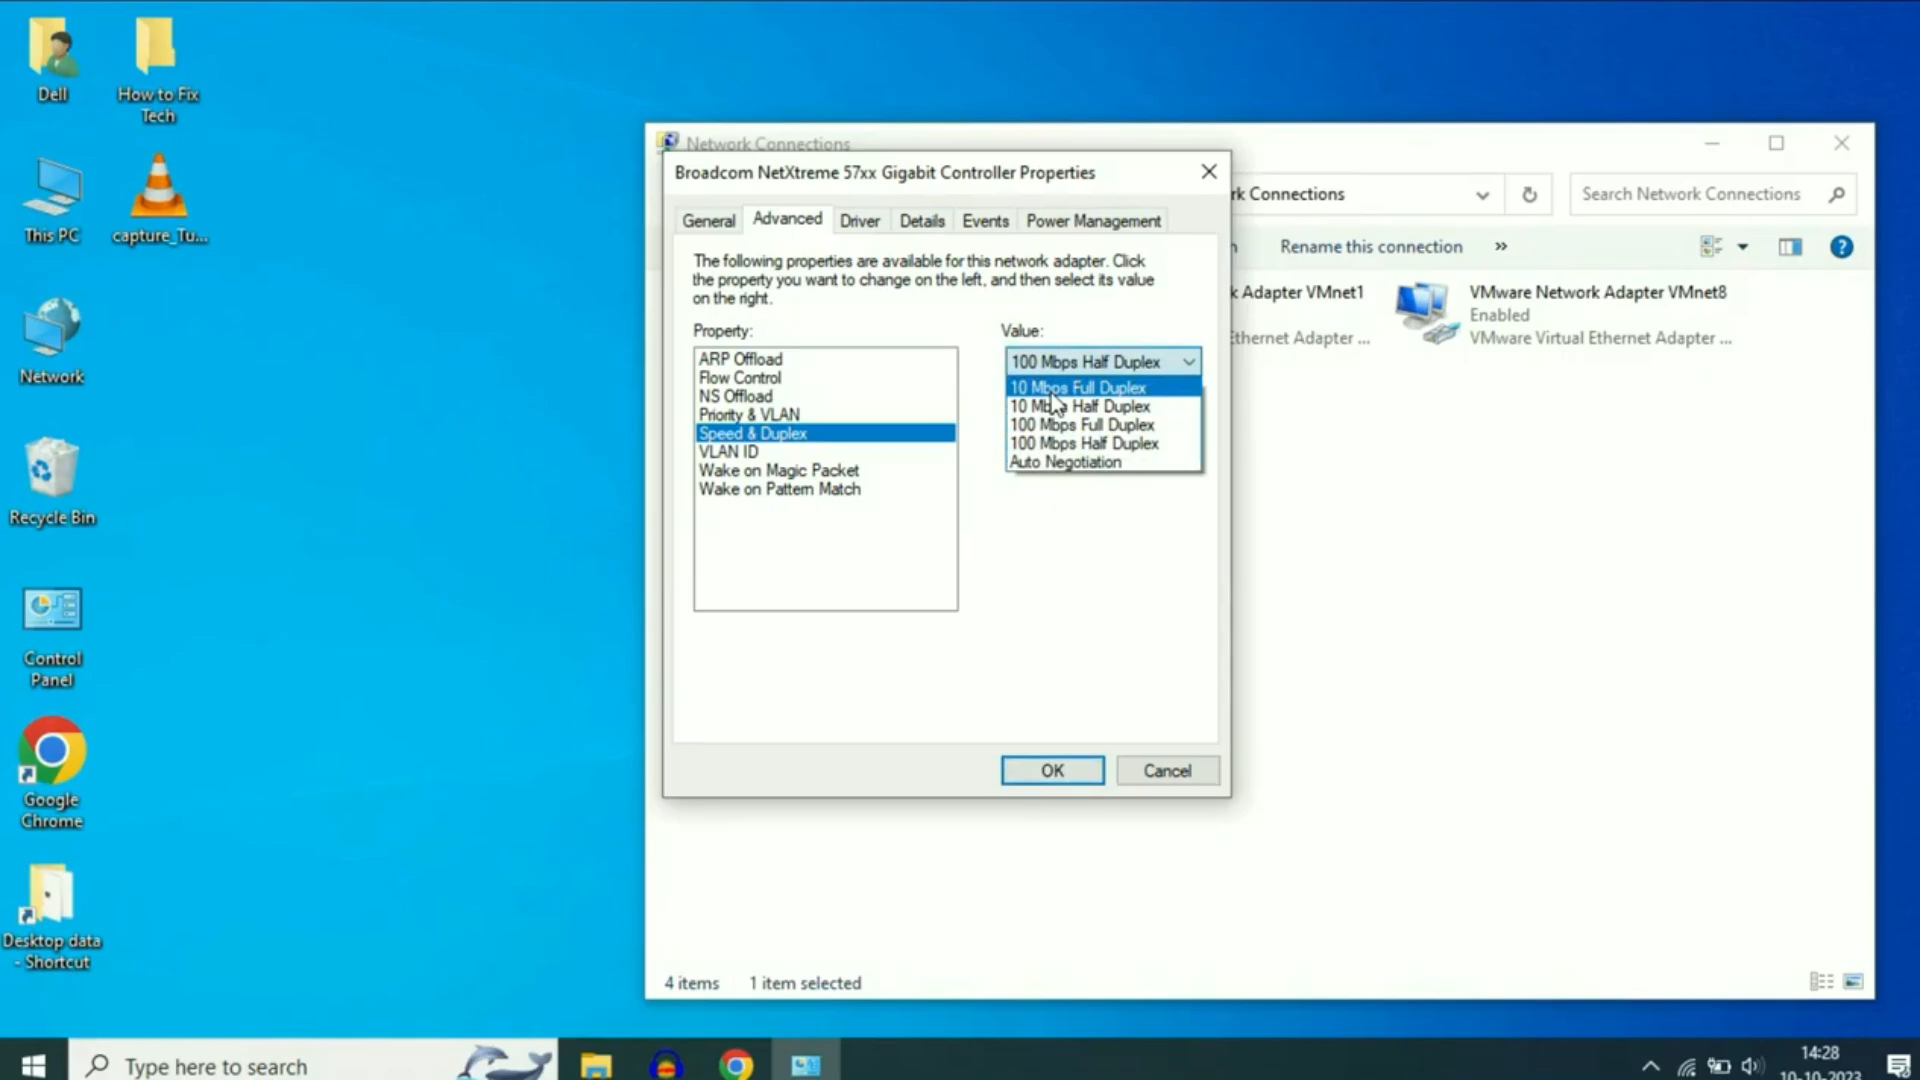 Dell
How to Fix
Tech
This PC
capture_Tu...
Network
Recycle Bin
Control
Panel
Google
Chrome
Desktop data
- Shortcut
Network Connections
rk Connections
Search Network Connections
Rename this connection
»
k Adapter VMnet1
Ethernet Adapter ...
VMware Network Adapter VMnet8
Enabled
VMware Virtual Ethernet Adapter ...
Broadcom NetXtreme 57xx Gigabit Controller Properties
General
Advanced
Driver
Details
Events
Power Management
The following properties are available for this network adapter. Click
the property you want to change on the left, and then select its value
on the right.
Property:
ARP Offload
Flow Control
NS Offload
Priority & VLAN
Speed & Duplex
VLAN ID
Wake on Magic Packet
Wake on Pattern Match
Value:
100 Mbps Half Duplex
10 Mbps Full Duplex
10 Mbps Half Duplex
100 Mbps Full Duplex
100 Mbps Half Duplex
Auto Negotiation
OK
Cancel
4 items
1 item selected
Type here to search
14:28
10-10-2023